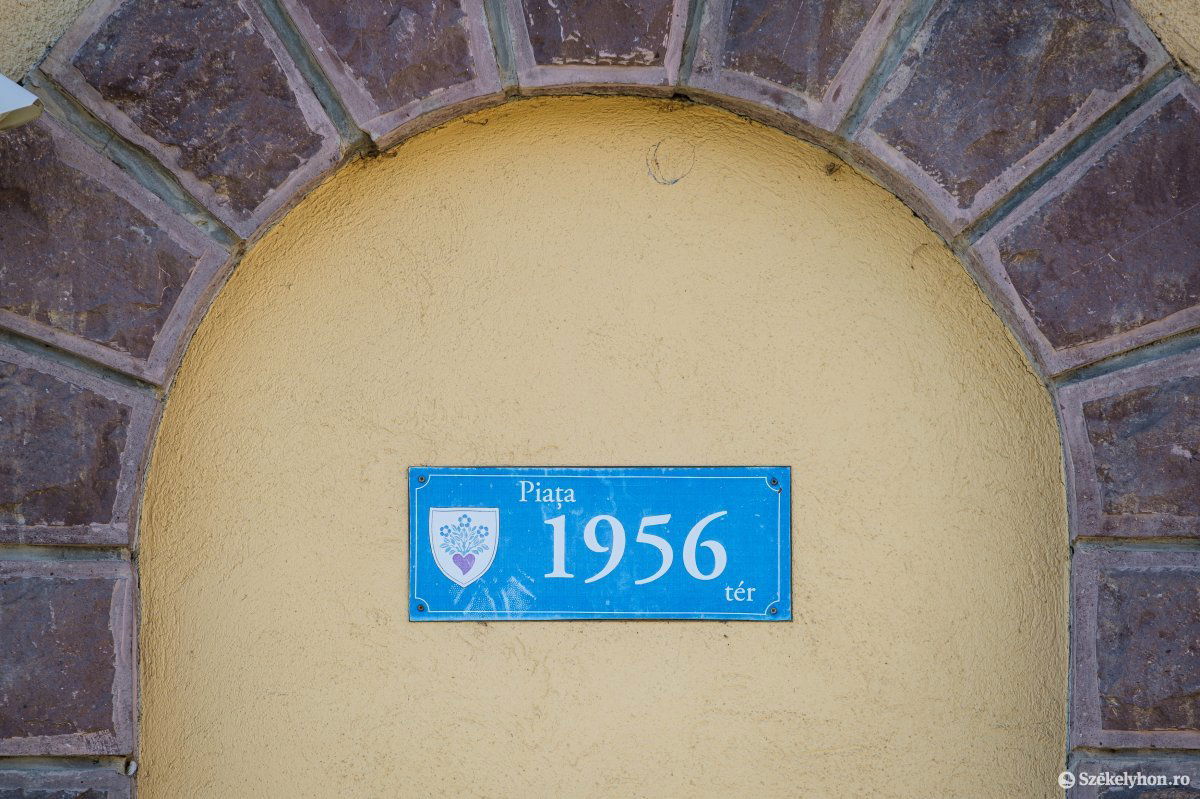 Piața
1956
tér
Székelyhon.ro